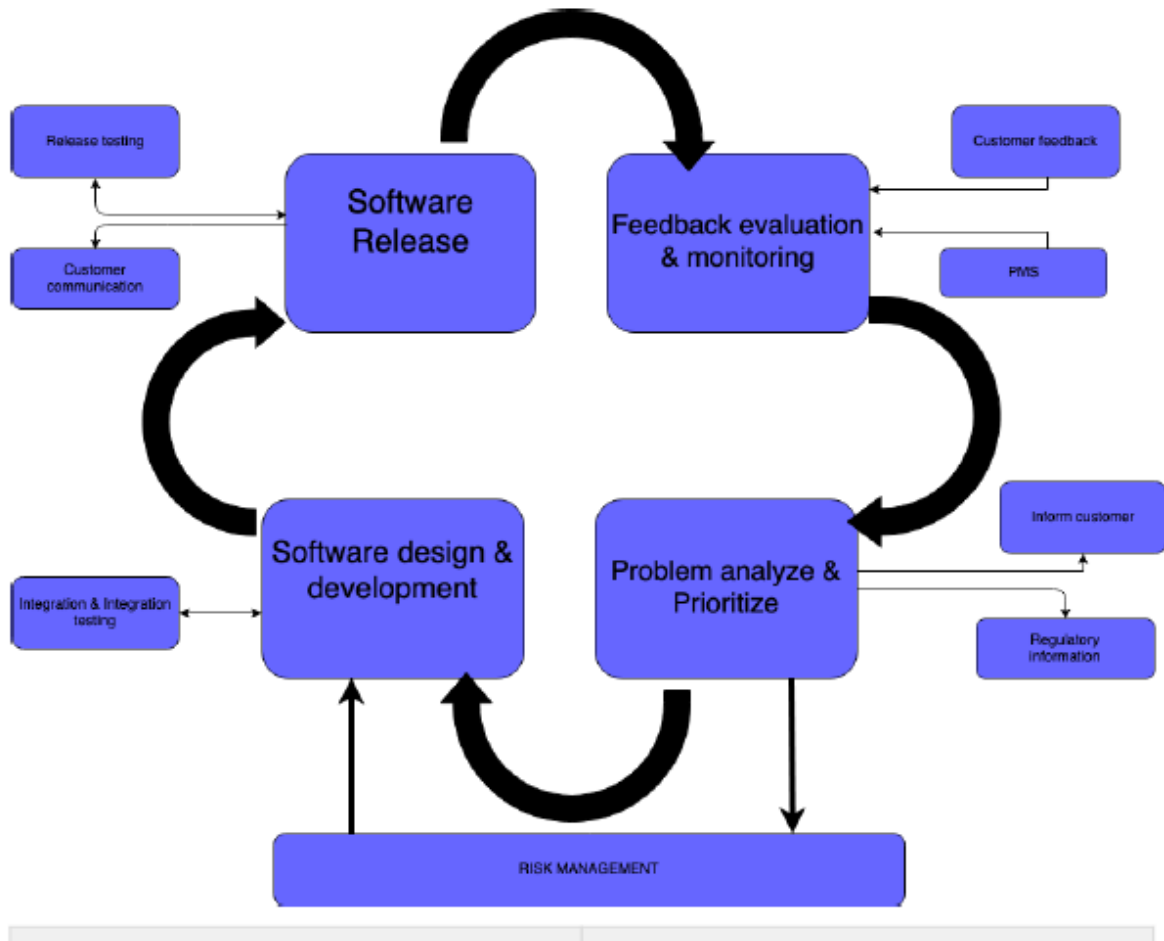 Release testing
Customer feedback
Software
Release
Feedback evaluation
& monitoring
Customer
communication
PMS
Inform customer
Software design &
development
Problem analyze &
Prioritize
Integration & Integration
testing
Regulatory
information
RISK MANAGEMENT